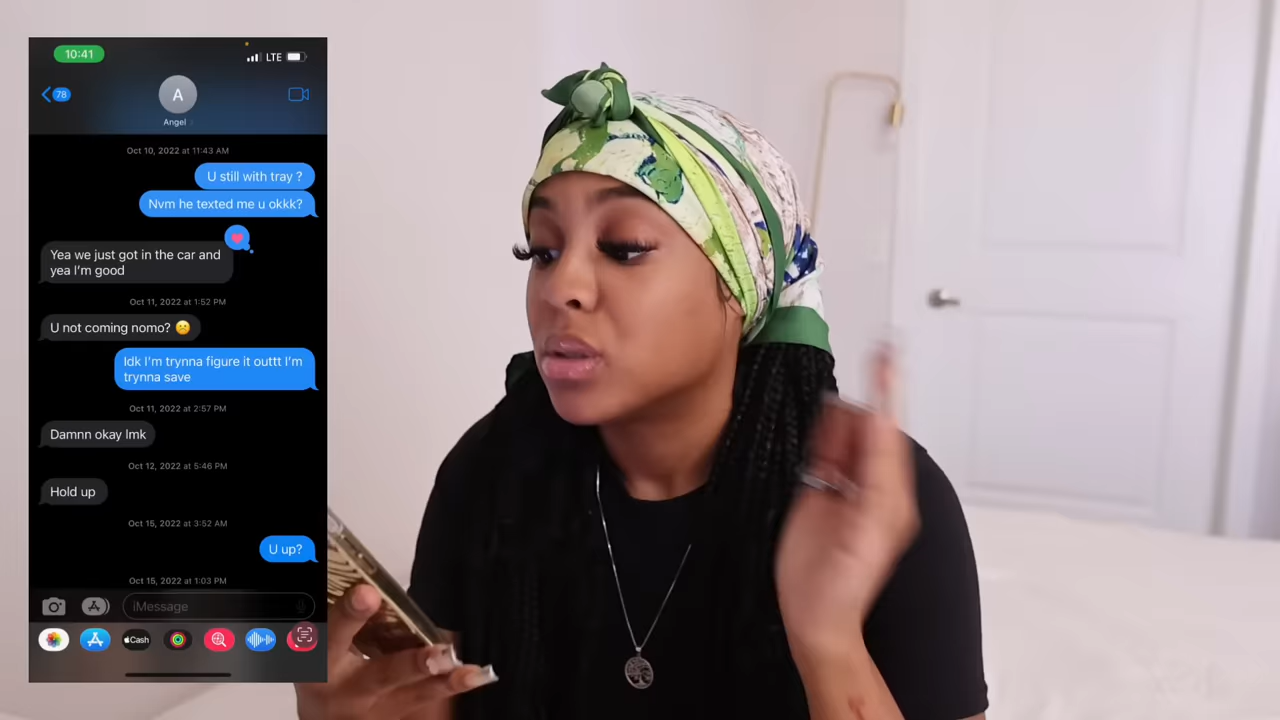 10:41
LTE
78
A
Angel
Oct 10, 2022 at 11:43 AM
U still with tray ?
Nvm he texted me u okkk?
Yea we just got in the car and
yea I'm good
Oct 11, 2022 at 1:52 PM
U not coming nomo? 🤨
Idk I'm trynna figure it outtt I'm
trynna save
Oct 11, 2022 at 2:57 PM
Damnn okay lmk
Oct 12, 2022 at 5:46 PM
Hold up
Oct 15, 2022 at 3:52 AM
U up?
Oct 15, 2022 at 1:03 PM
iMessage
Cash